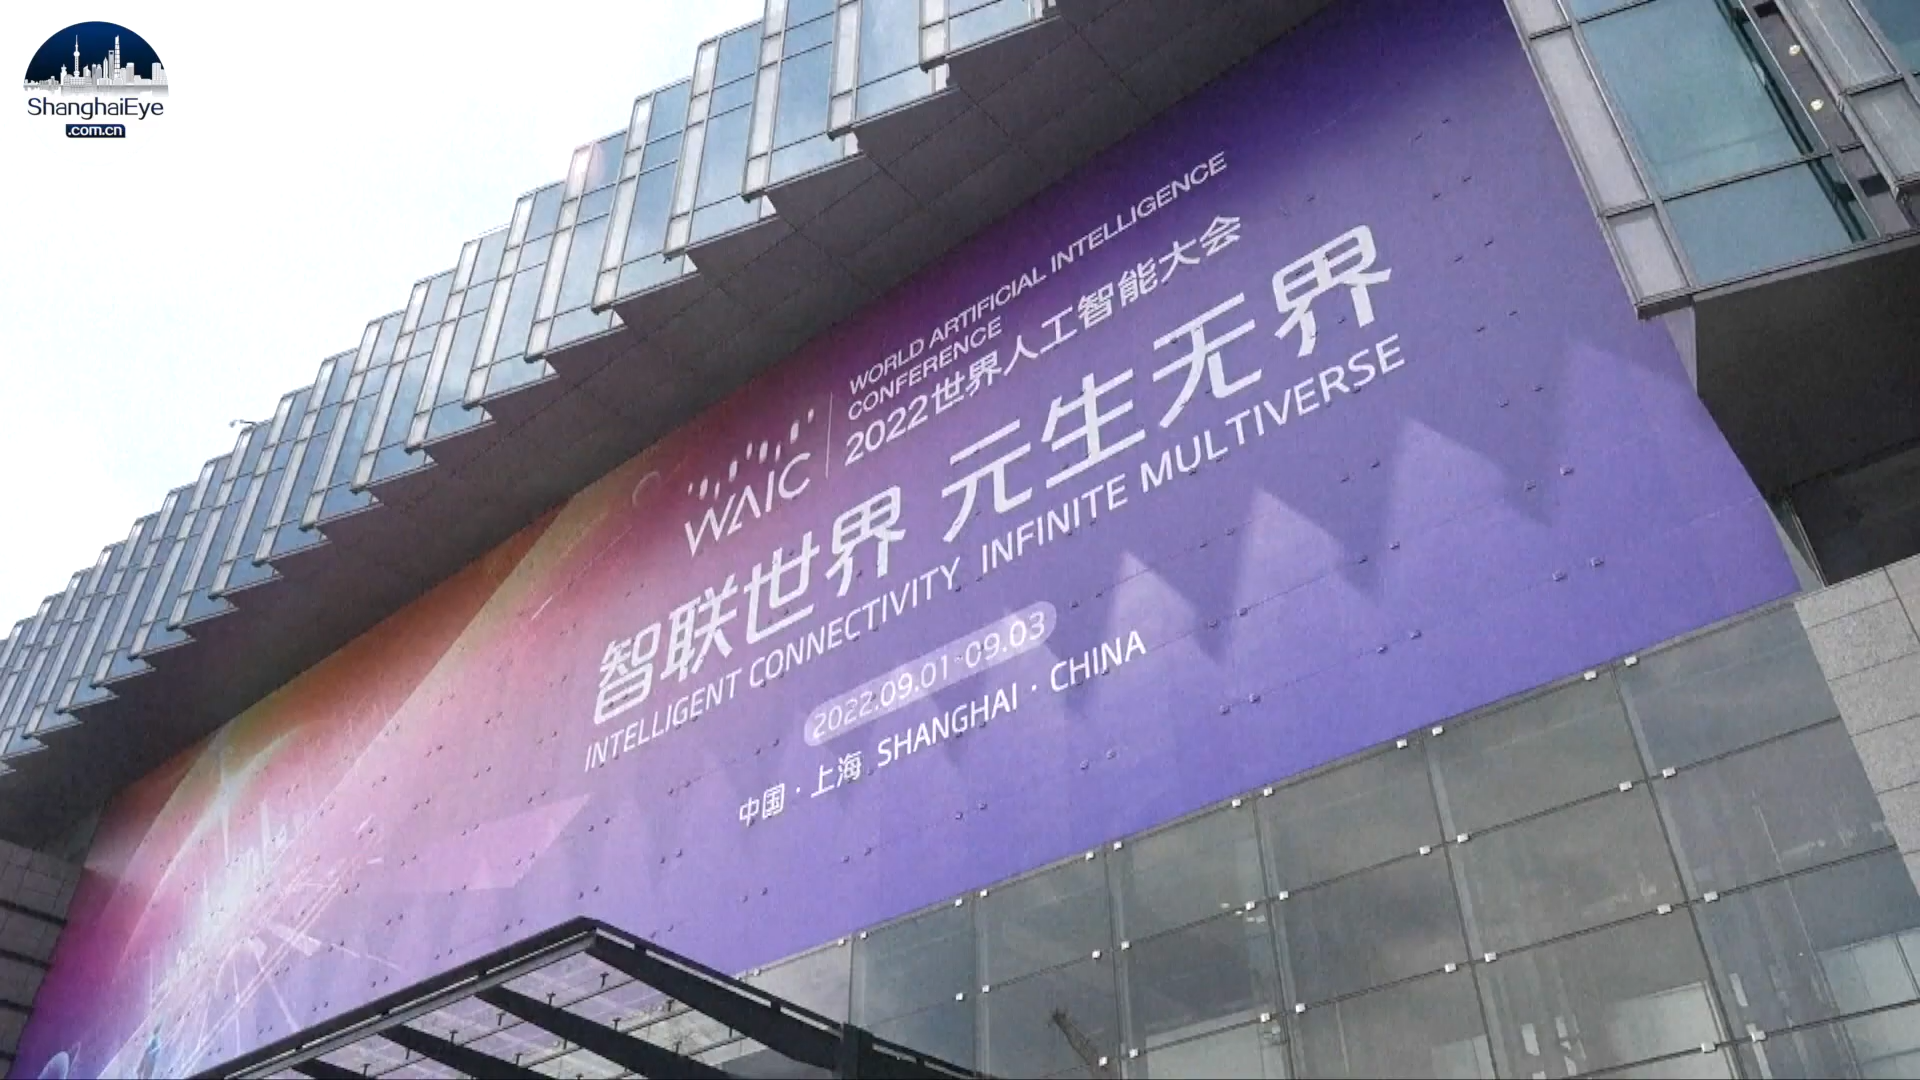 ShanghaiEye
.com.cn
WORLD ARTIFICIAL INTELLIGENCE
CONFERENCE
WAIC
2022世界人工智能大会
智联世界 元生无界
INTELLIGENT CONNECTIVITY INFINITE MULTIVERSE
2022.09.01-09.03
中国·上海 SHANGHAI·CHINA